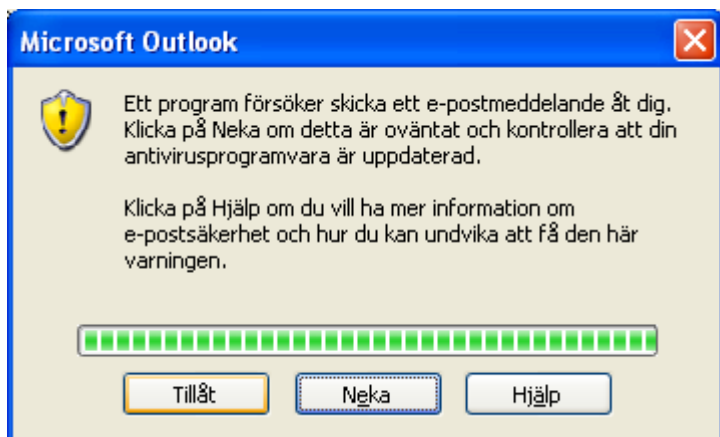 Microsoft Outlook
Ett program försöker skicka ett e-postmeddelande åt dig.
Klicka på Neka om detta är oväntat och kontrollera att din
antivirusprogramvara är uppdaterad.
Klicka på Hjälp om du vill ha mer information om
e-postsäkerhet och hur du kan undvika att få den här
varningen.
Tillåt Neka Hjälp